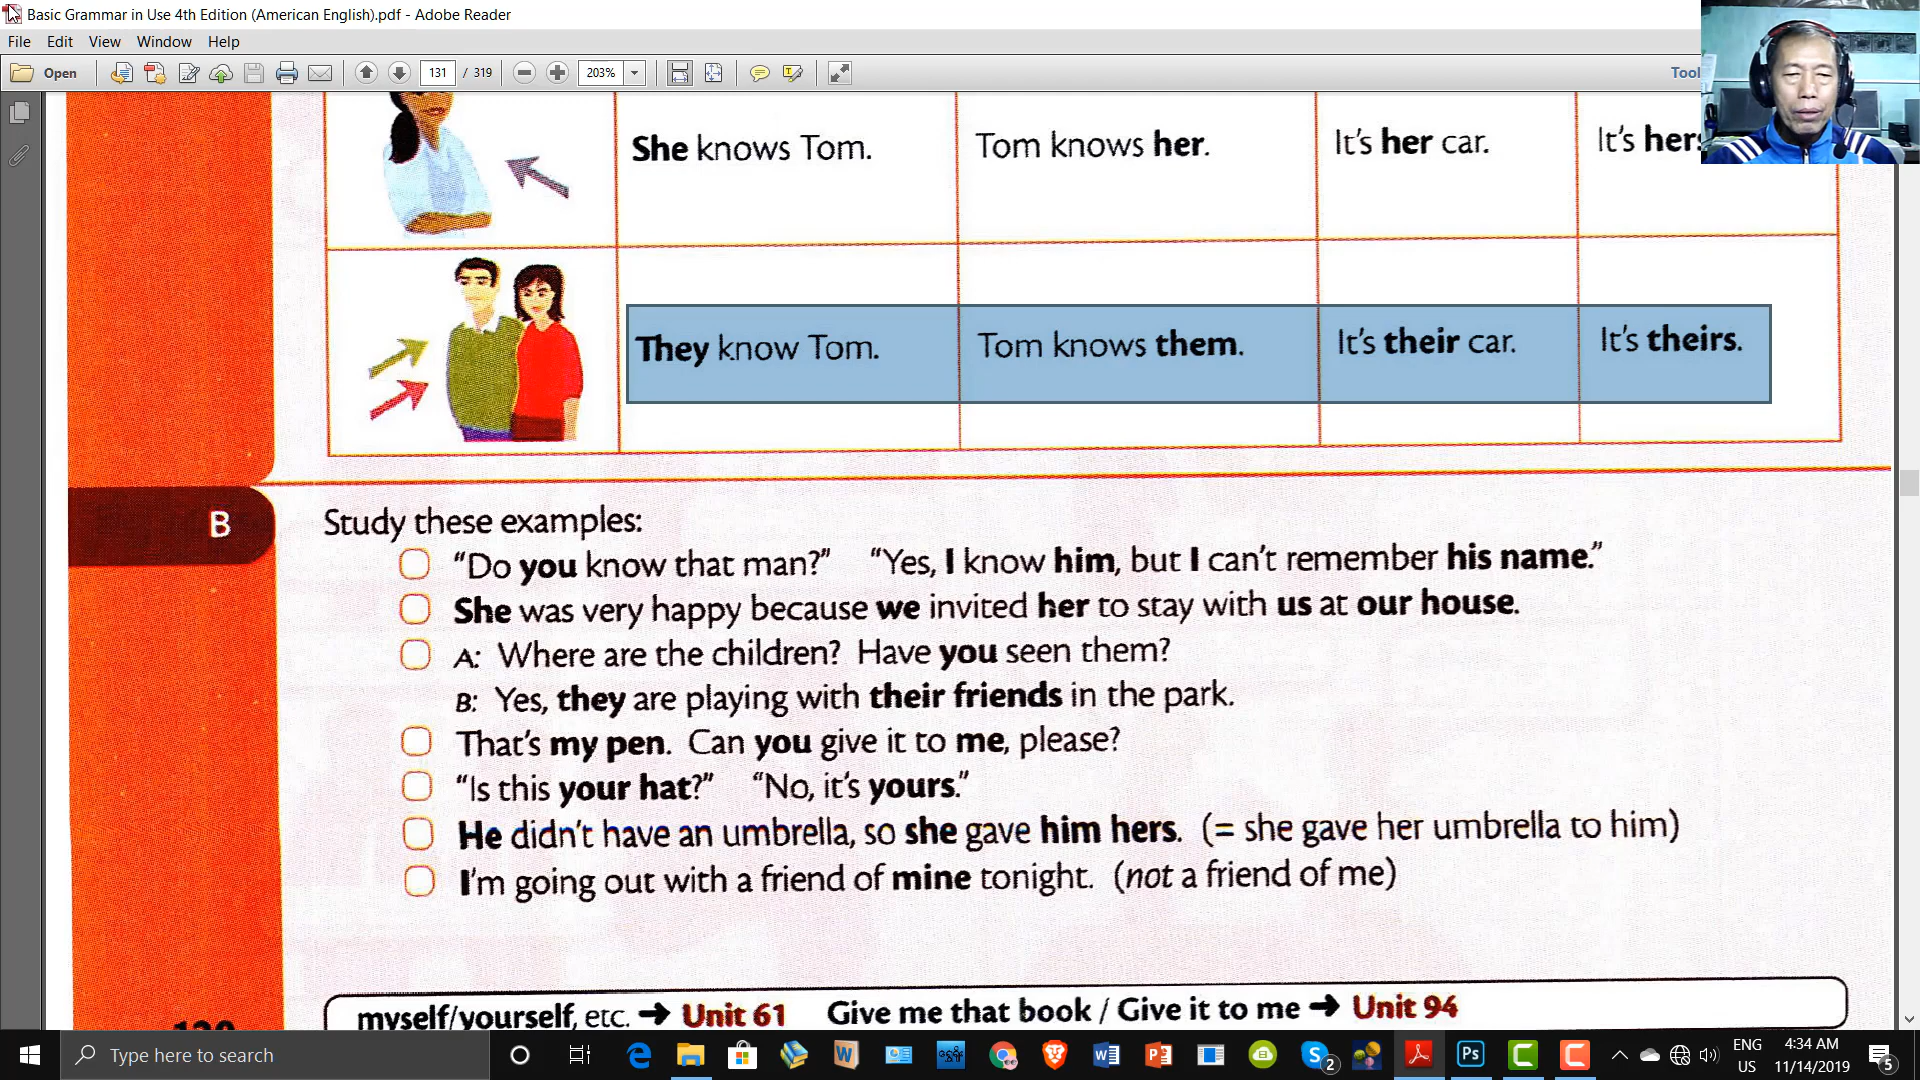 Basic Grammar in Use 4th Edition (American English).pdf - Adobe Reader
File Edit View Window Help
Open 131 / 319 203%
She knows Tom. Tom knows her. It's her car. It's hers
They know Tom. Tom knows them. It's their car. It's theirs.
B Study these examples:
"Do you know that man?" "Yes, I know him, but I can't remember his name."
She was very happy because we invited her to stay with us at our house.
A: Where are the children? Have you seen them?
B: Yes, they are playing with their friends in the park.
That's my pen. Can you give it to me, please?
"Is this your hat?" "No, it's yours."
He didn't have an umbrella, so she gave him hers. (= she gave her umbrella to him)
I'm going out with a friend of mine tonight. (not a friend of me)
myself/yourself, etc. → Unit 61 Give me that book / Give it to me → Unit 94
Type here to search 2 ENG 4:34 AM
US 11/14/2019 5